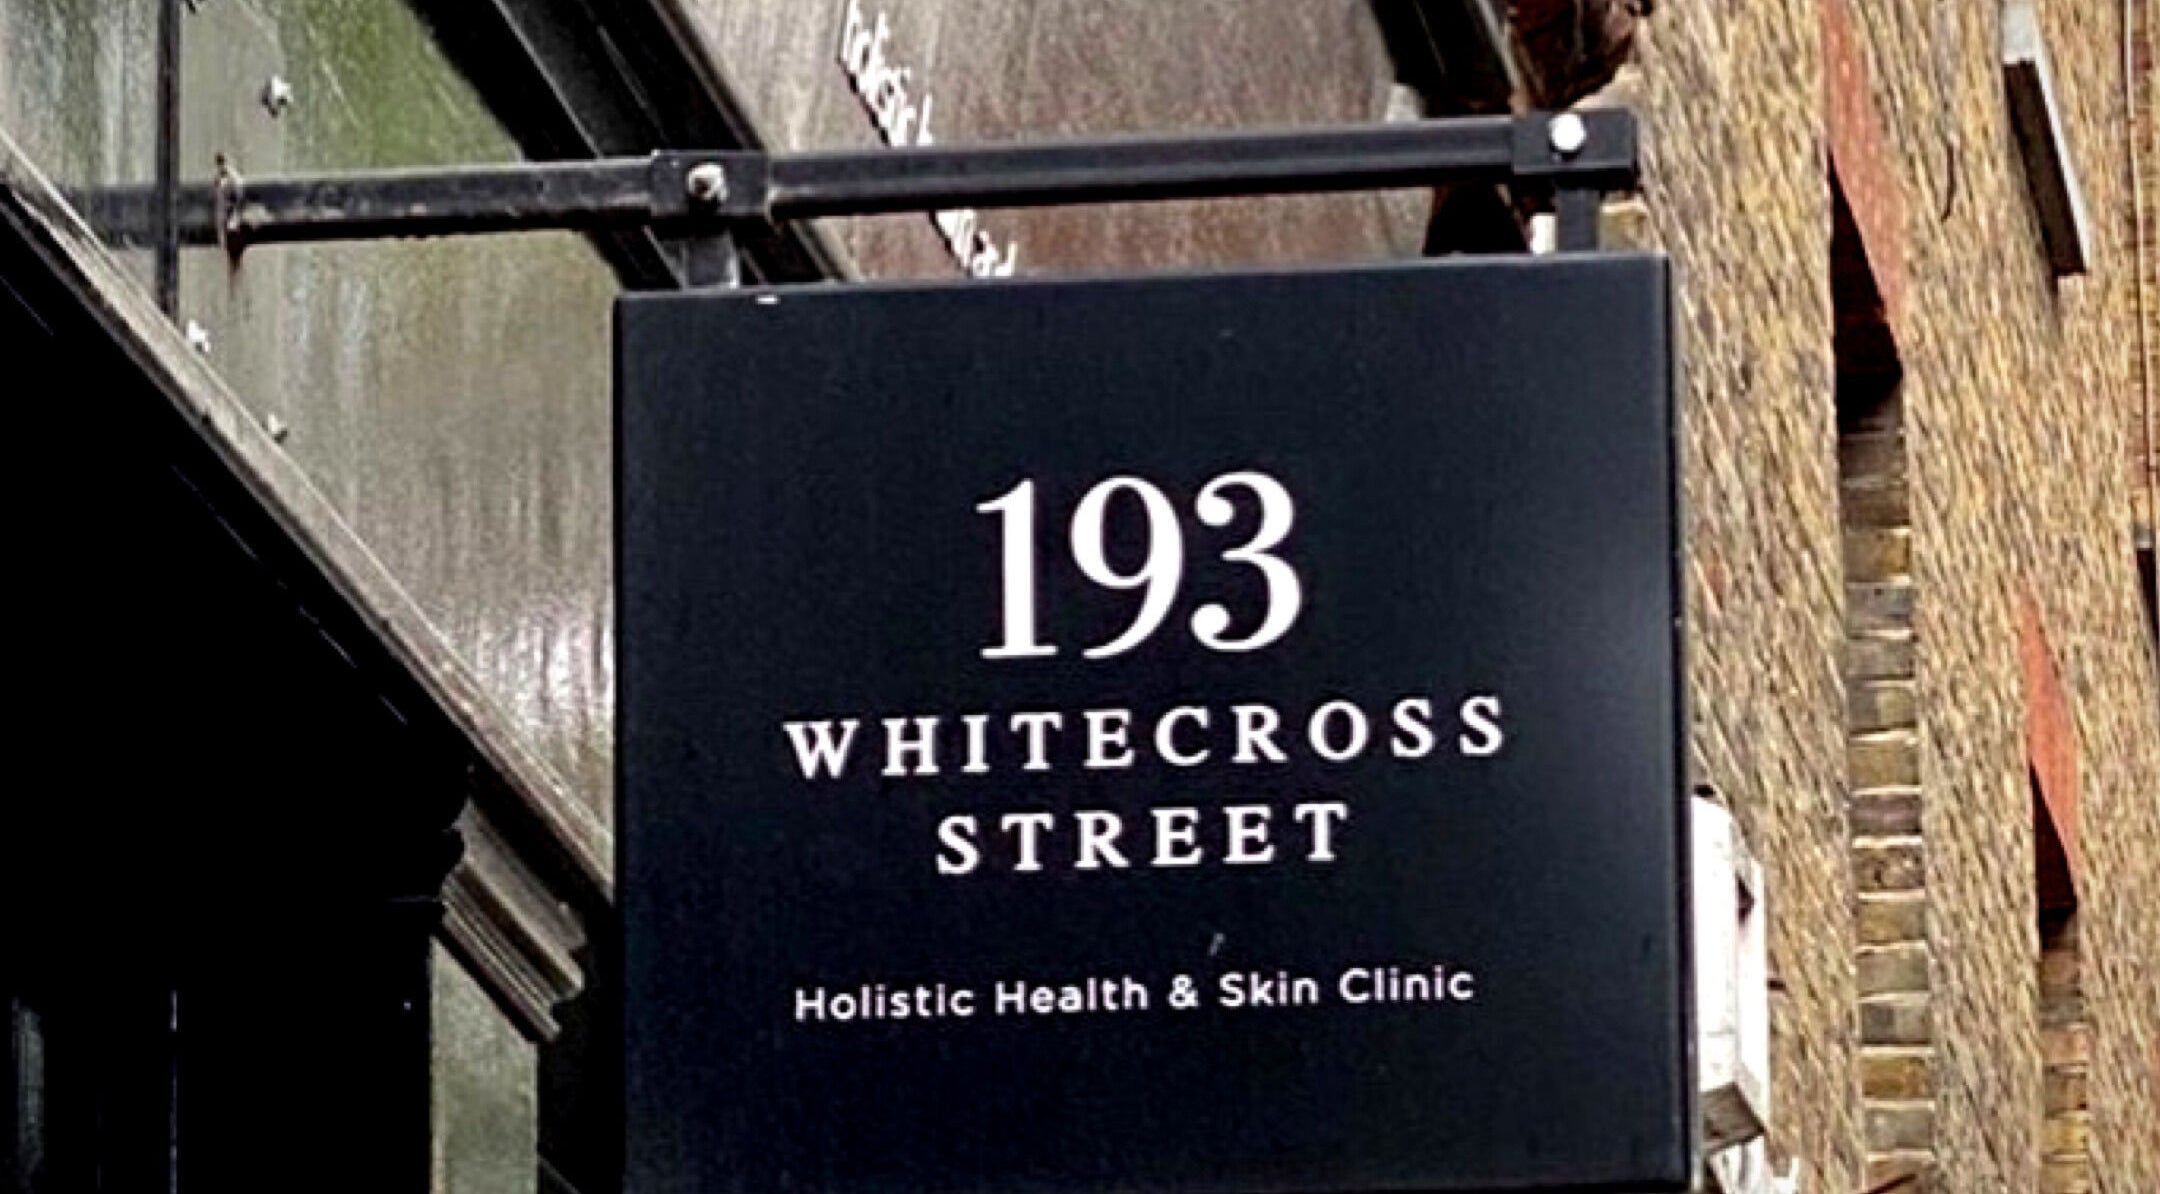 193
WHITECROSS
STREET
Holistic Health & Skin Clinic